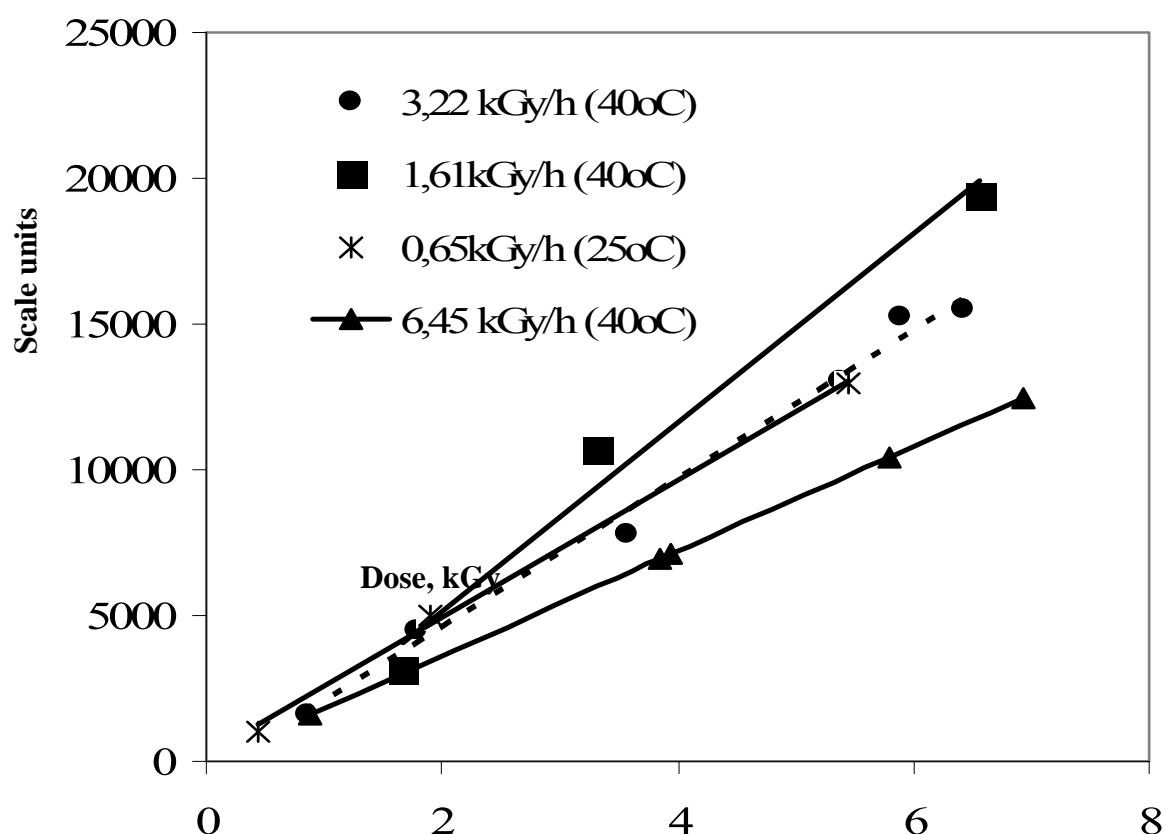 25000
3,22 kGy/h (40oC)
20000
1,61kGy/h (40oC)
0,65kGy/h (25oC)
Scale units
15000
6,45 kGy/h (40oC)
10000
Dose, kGy
5000
0
0 2 4 6 8